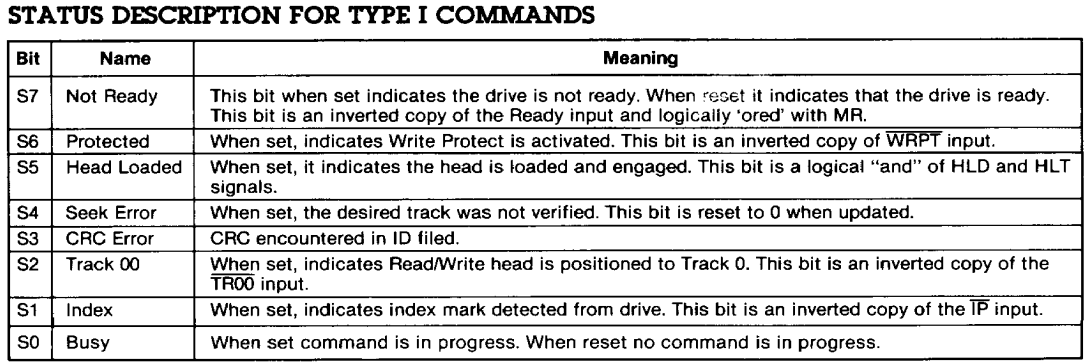 STATUS DESCRIPTION FOR TYPE I COMMANDS
Bit Name Meaning
S7 Not Ready This bit when set indicates the drive is not ready. When reset it indicates that the drive is ready.
This bit is an inverted copy of the Ready input and logically 'ored' with MR.
S6 Protected When set, indicates Write Protect is activated. This bit is an inverted copy of W̅R̅P̅T̅ input.
S5 Head Loaded When set, it indicates the head is loaded and engaged. This bit is a logical "and" of HLD and HLT
signals.
S4 Seek Error When set, the desired track was not verified. This bit is reset to 0 when updated.
S3 CRC Error CRC encountered in ID filed.
S2 Track 00 When set, indicates Read/Write head is positioned to Track 0. This bit is an inverted copy of the
T̅R̅0̅0̅ input.
S1 Index When set, indicates index mark detected from drive. This bit is an inverted copy of the I̅P̅ input.
S0 Busy When set command is in progress. When reset no command is in progress.